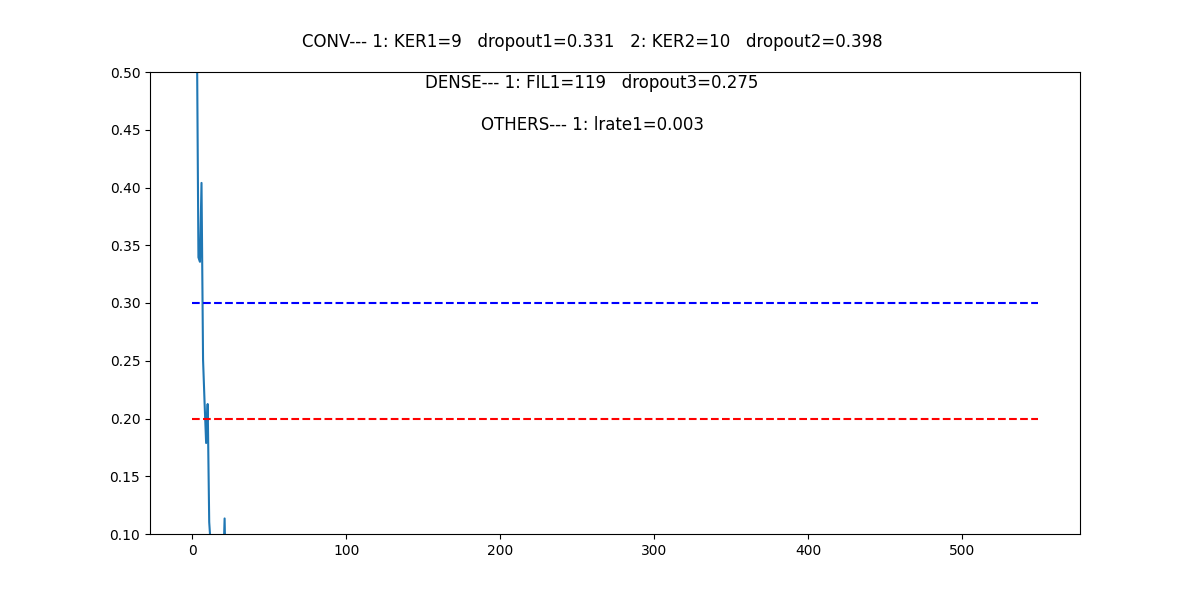 CONV--- 1: KER1=9   dropout1=0.331   2: KER2=10   dropout2=0.398
DENSE--- 1: FIL1=119   dropout3=0.275
OTHERS--- 1: lrate1=0.003
0.50
0.45
0.40
0.35
0.30
0.25
0.20
0.15
0.10
0 100 200 300 400 500